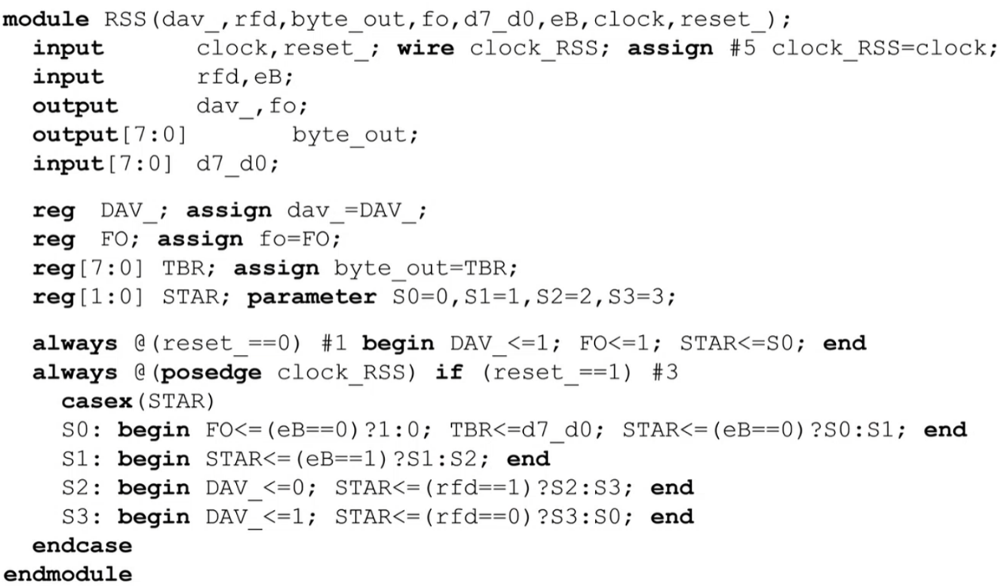 module RSS(dav_,rfd,byte_out,fo,d7_d0,eB,clock,reset_);
input clock,reset_; wire clock_RSS; assign #5 clock_RSS=clock;
input rfd,eB;
output dav_,fo;
output[7:0] byte_out;
input[7:0] d7_d0;
reg DAV_; assign dav_=DAV_;
reg FO; assign fo=FO;
reg[7:0] TBR; assign byte_out=TBR;
reg[1:0] STAR; parameter S0=0,S1=1,S2=2,S3=3;
always @(reset_==0) #1 begin DAV_<=1; FO<=1; STAR<=S0; end
always @(posedge clock_RSS) if (reset_==1) #3
casex(STAR)
S0: begin FO<=(eB==0)?1:0; TBR<=d7_d0; STAR<=(eB==0)?S0:S1; end
S1: begin STAR<=(eB==1)?S1:S2; end
S2: begin DAV_<=0; STAR<=(rfd==1)?S2:S3; end
S3: begin DAV_<=1; STAR<=(rfd==0)?S3:S0; end
endcase
endmodule